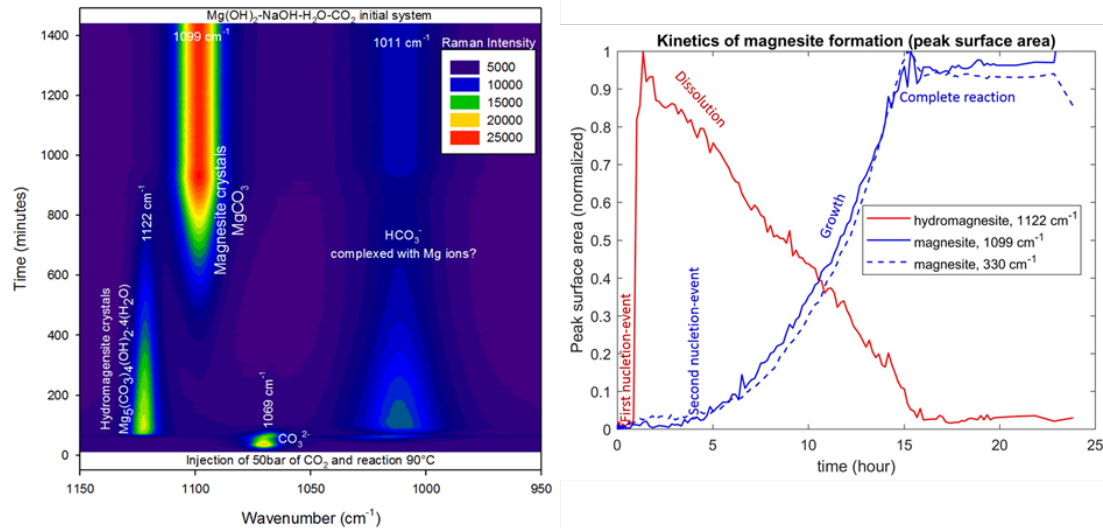 Mg(OH)2-NaOH-H2O-CO2 initial system
1099 cm-1
1011 cm-1
Raman Intensity
5000
10000
15000
20000
25000
1400
1200
1000
800
600
400
200
0
Time (minutes)
1122 cm-1
Magnesite crystals
MgCO3
HCO3-
complexed with Mg ions?
Hydromagensite crystals
Mg5(CO3)4(OH)2.4(H2O)
1069 cm-1
CO32-
Injection of 50bar of CO2 and reaction 90°C
1150
1100
1050
1000
950
Wavenumber (cm-1)
Kinetics of magnesite formation (peak surface area)
Peak surface area (normalized)
1
0.9
0.8
0.7
0.6
0.5
0.4
0.3
0.2
0.1
0
Dissolution
Complete reaction
Growth
First nucletion-event
Second nucletion-event
hydromagnesite, 1122 cm-1
magnesite, 1099 cm-1
magnesite, 330 cm-1
0
5
10
15
20
25
time (hour)